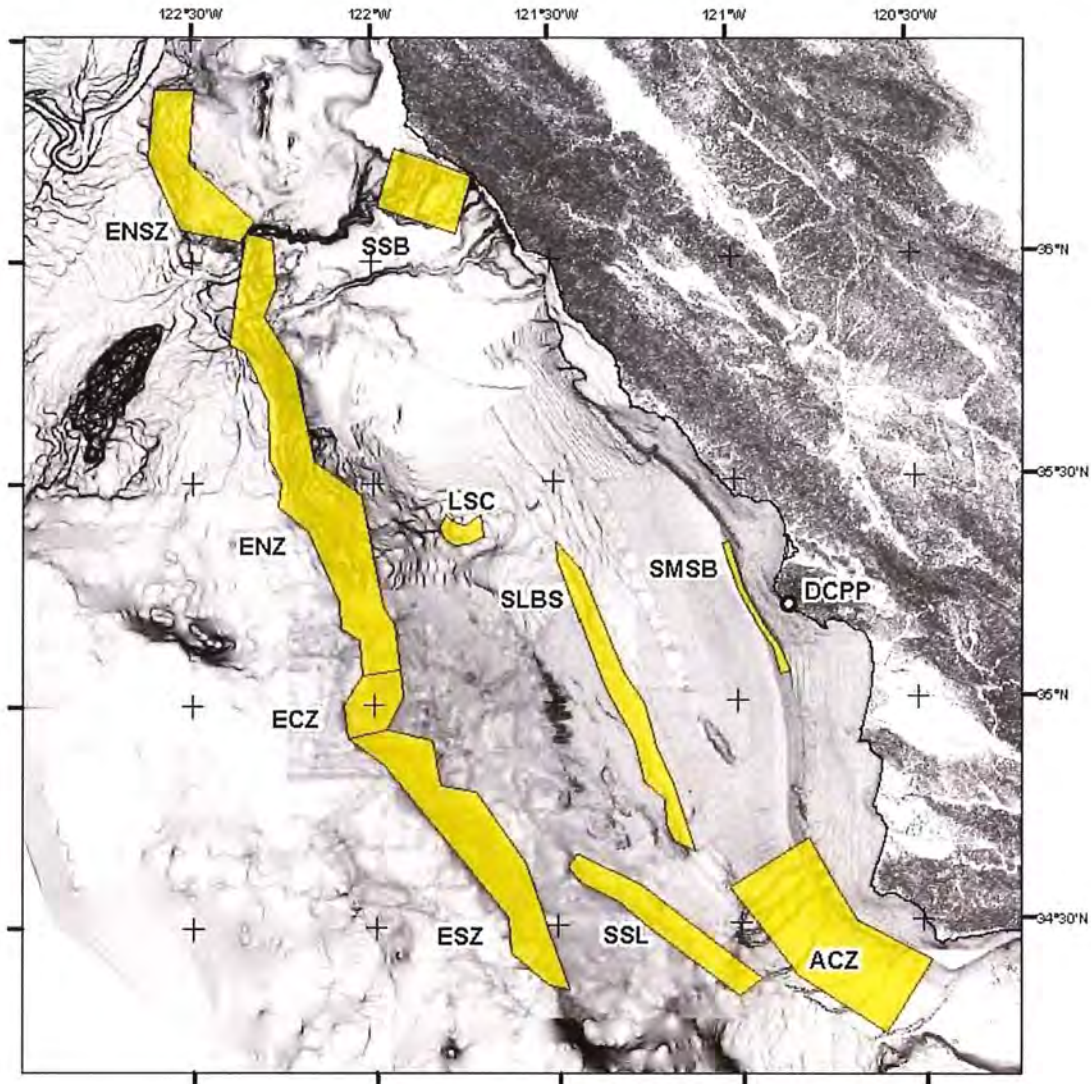 122°30'W 122°W 121°30'W 121°W 120°30'W
ENSZ
SSB
36°N
LSC
35°30'N
ENZ
SMSB
SLBS
DCPP
ECZ
35°N
34°30'N
ESZ
SSL
ACZ